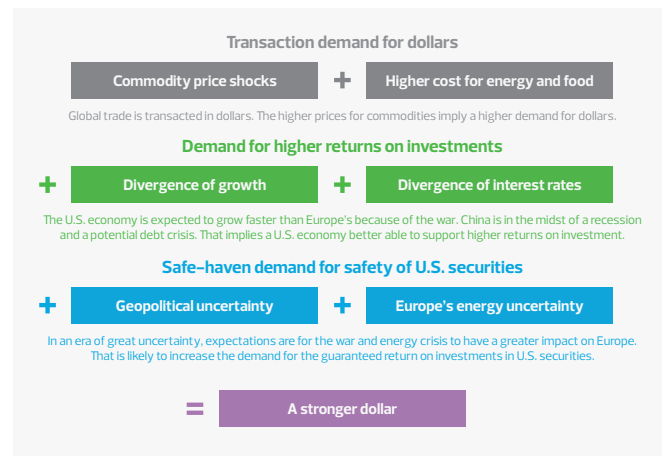 Transaction demand for dollars
Commodity price shocks + Higher cost for energy and food
Global trade is transacted in dollars. The higher prices for commodities imply a higher demand for dollars.
Demand for higher returns on investments
+ Divergence of growth + Divergence of interest rates
The U.S. economy is expected to grow faster than Europe's because of the war. China is in the midst of a recession
and a potential debt crisis. That implies a U.S. economy better able to support higher returns on investment.
Safe-haven demand for safety of U.S. securities
+ Geopolitical uncertainty + Europe's energy uncertainty
In an era of great uncertainty, expectations are for the war and energy crisis to have a greater impact on Europe.
That is likely to increase the demand for the guaranteed return on investments in U.S. securities.
= A stronger dollar